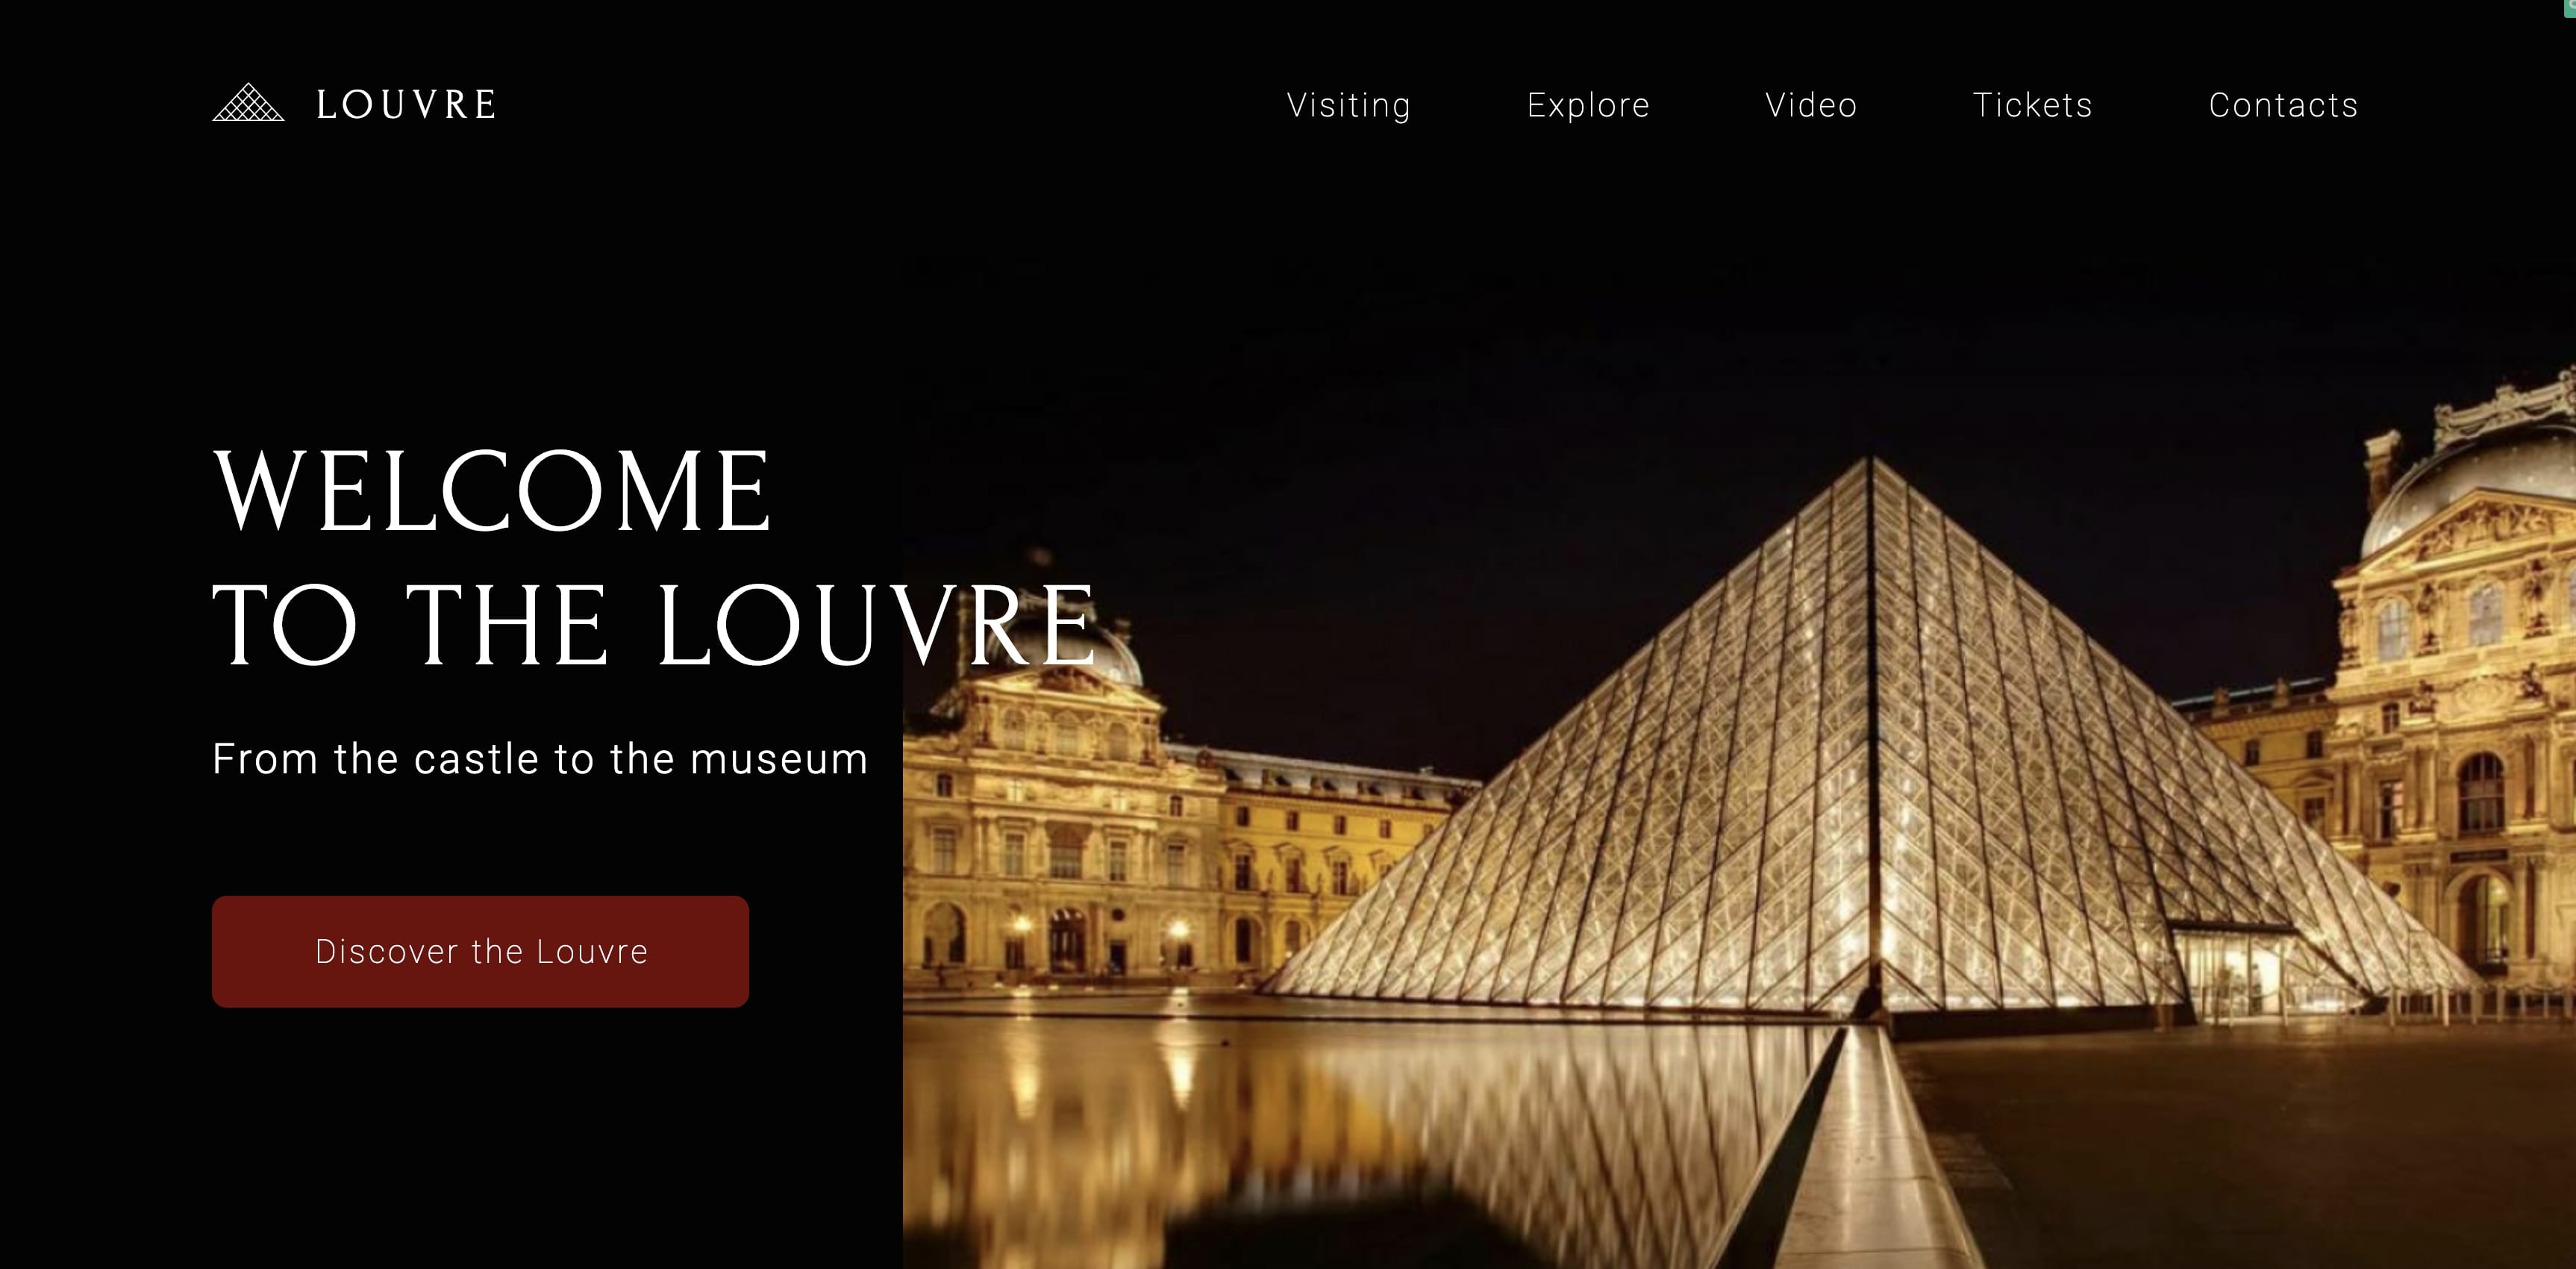 LOUVRE
Visiting
Explore
Video
Tickets
Contacts
WELCOME
TO THE LOUVRE
From the castle to the museum
Discover the Louvre